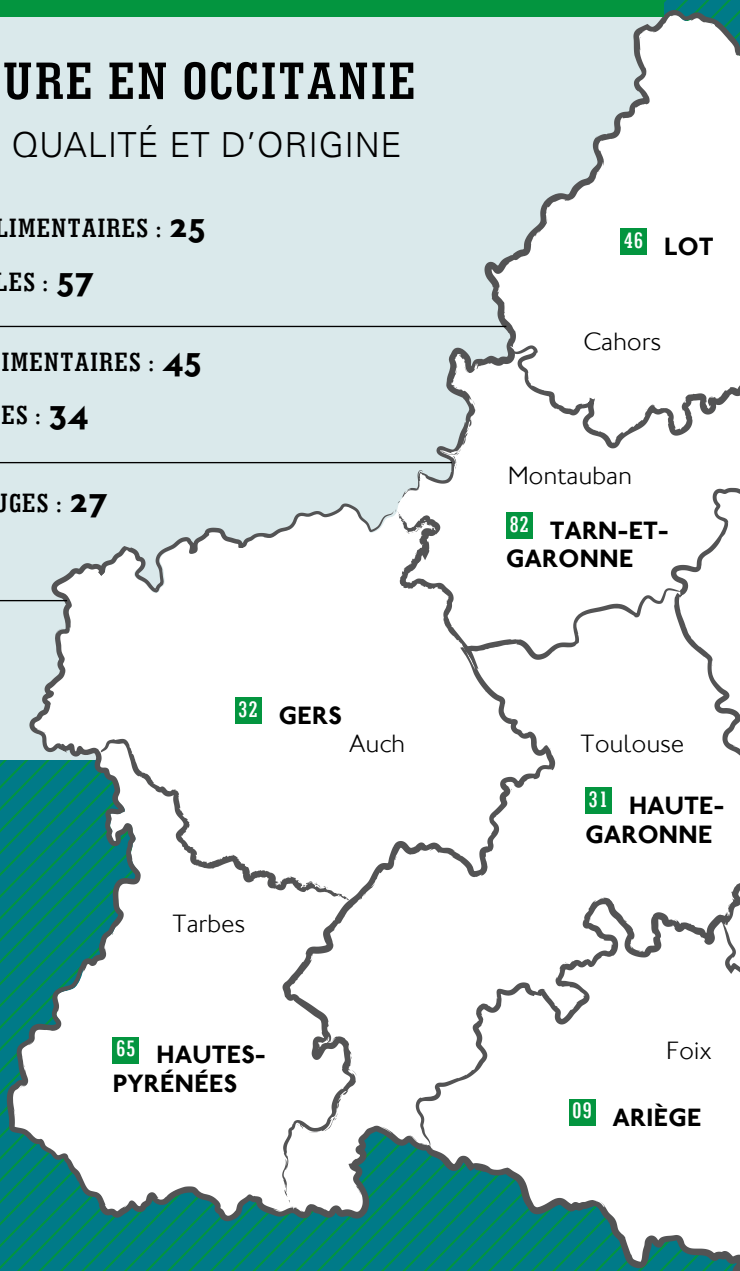 URE EN OCCITANIE
QUALITÉ ET D'ORIGINE
LIMENTAIRES : 25
LES : 57
IMENTAIRES : 45
ES : 34
UGES : 27
46 LOT
Cahors
Montauban
82 TARN-ET-
GARONNE
32 GERS
Auch
Toulouse
31 HAUTE-
GARONNE
Tarbes
65 HAUTES-
PYRÉNÉES
Foix
09 ARIÈGE